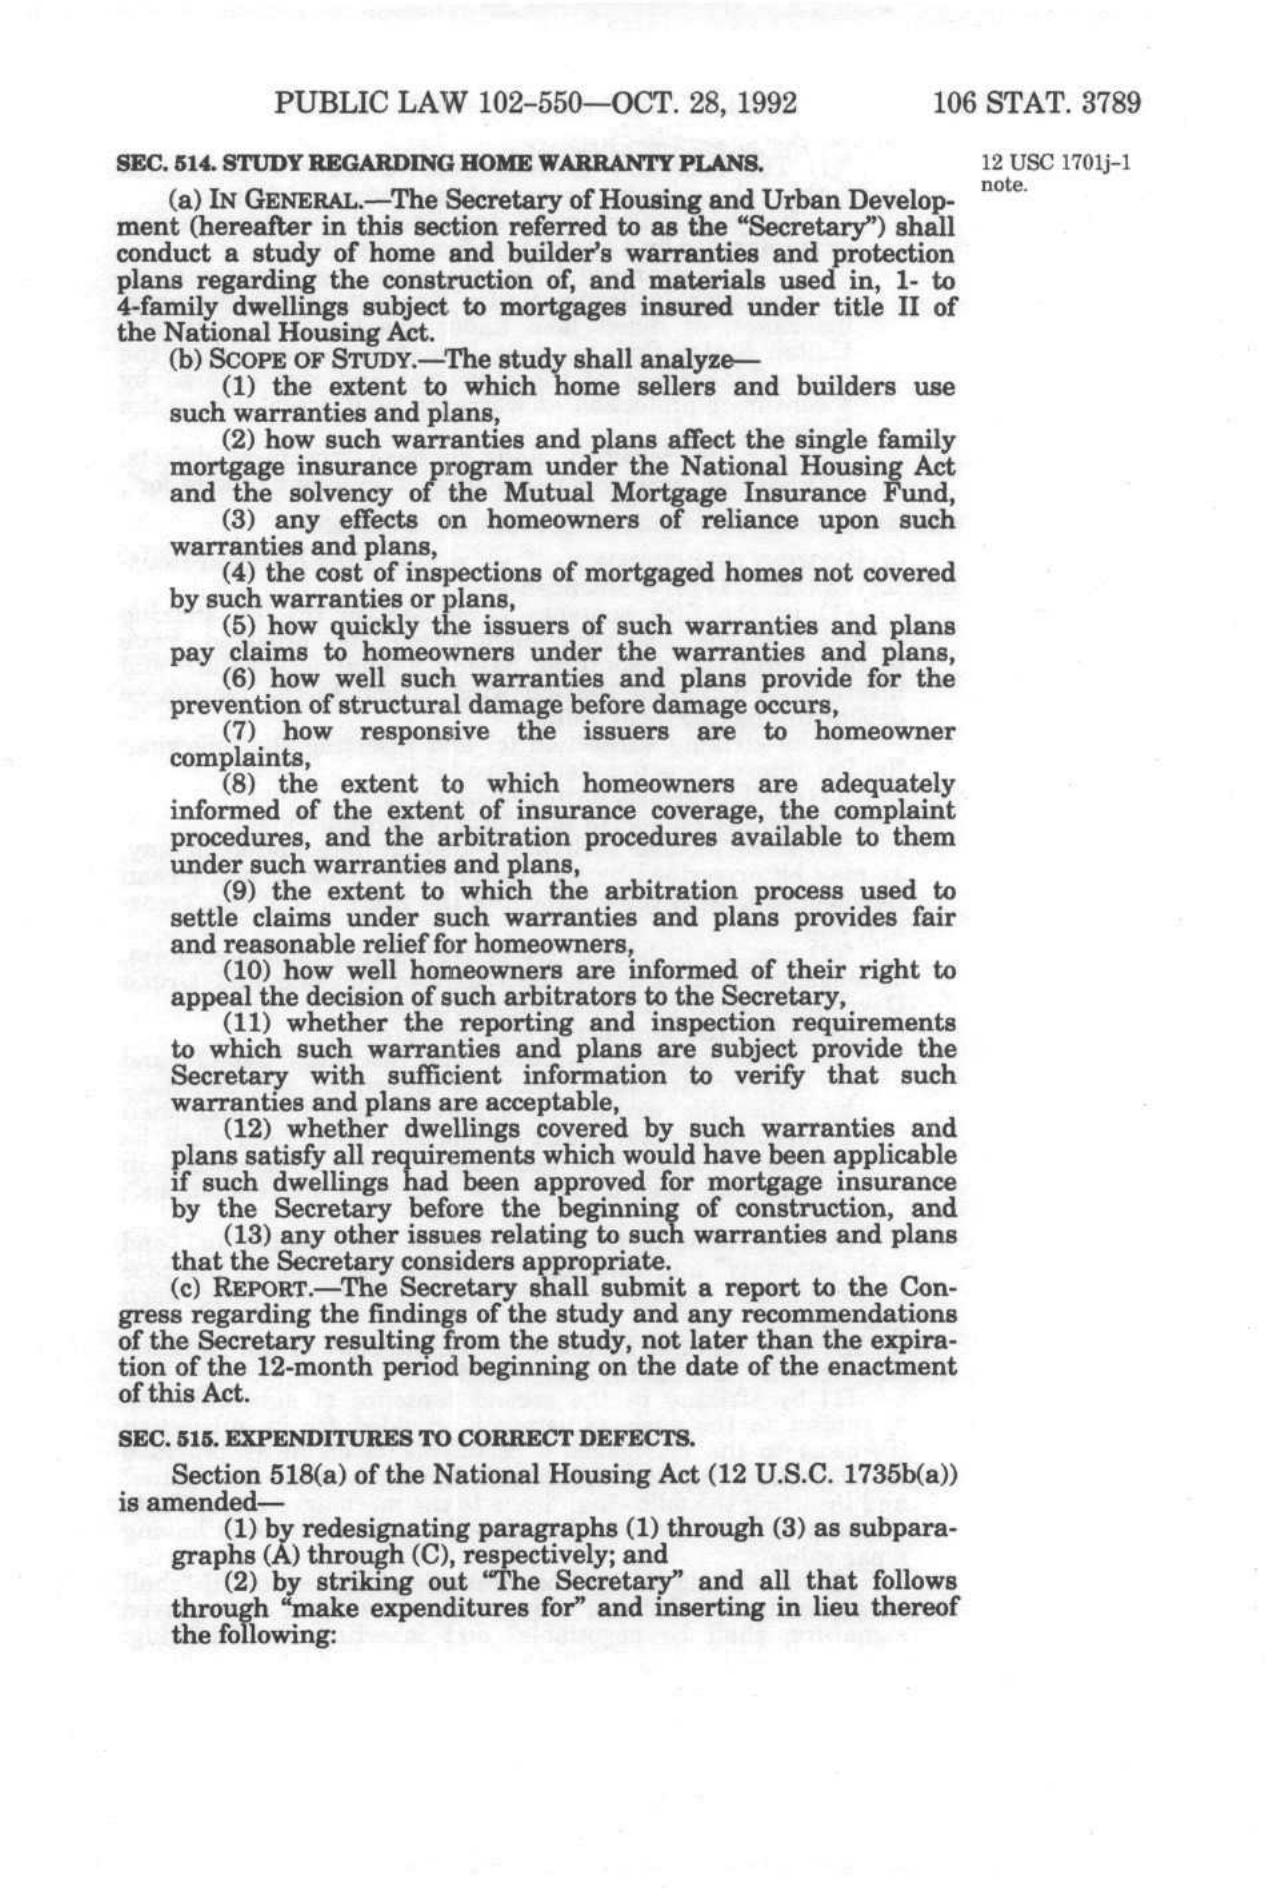 PUBLIC LAW 102–550—OCT. 28, 1992 106 STAT. 3789
SEC. 514. STUDY REGARDING HOME WARRANTY PLANS.
12 USC 1701j–1
note.
(a) IN GENERAL.—The Secretary of Housing and Urban Develop-
ment (hereafter in this section referred to as the “Secretary”) shall
conduct a study of home and builder’s warranties and protection
plans regarding the construction of, and materials used in, 1- to
4-family dwellings subject to mortgages insured under title II of
the National Housing Act.
(b) SCOPE OF STUDY.—The study shall analyze—
(1) the extent to which home sellers and builders use
such warranties and plans,
(2) how such warranties and plans affect the single family
mortgage insurance program under the National Housing Act
and the solvency of the Mutual Mortgage Insurance Fund,
(3) any effects on homeowners of reliance upon such
warranties and plans,
(4) the cost of inspections of mortgaged homes not covered
by such warranties or plans,
(5) how quickly the issuers of such warranties and plans
pay claims to homeowners under the warranties and plans,
(6) how well such warranties and plans provide for the
prevention of structural damage before damage occurs,
(7) how responsive the issuers are to homeowner
complaints,
(8) the extent to which homeowners are adequately
informed of the extent of insurance coverage, the complaint
procedures, and the arbitration procedures available to them
under such warranties and plans,
(9) the extent to which the arbitration process used to
settle claims under such warranties and plans provides fair
and reasonable relief for homeowners,
(10) how well homeowners are informed of their right to
appeal the decision of such arbitrators to the Secretary,
(11) whether the reporting and inspection requirements
to which such warranties and plans are subject provide the
Secretary with sufficient information to verify that such
warranties and plans are acceptable,
(12) whether dwellings covered by such warranties and
plans satisfy all requirements which would have been applicable
if such dwellings had been approved for mortgage insurance
by the Secretary before the beginning of construction, and
(13) any other issues relating to such warranties and plans
that the Secretary considers appropriate.
(c) REPORT.—The Secretary shall submit a report to the Con-
gress regarding the findings of the study and any recommendations
of the Secretary resulting from the study, not later than the expira-
tion of the 12-month period beginning on the date of the enactment
of this Act.
SEC. 515. EXPENDITURES TO CORRECT DEFECTS.
Section 518(a) of the National Housing Act (12 U.S.C. 1735b(a))
is amended—
(1) by redesignating paragraphs (1) through (3) as subpara-
graphs (A) through (C), respectively; and
(2) by striking out “The Secretary” and all that follows
through “make expenditures for” and inserting in lieu thereof
the following: